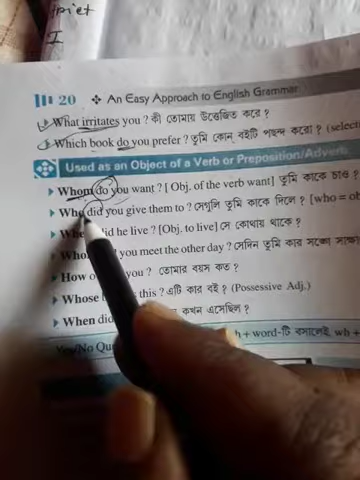 I
20 ❖ An Easy Approach to English Grammar
What irritates you ? কী তোমায় উত্তেজিত করে ?
Which book do you prefer ? তুমি কোন্ বইটি পছন্দ করো ? (select
Used as an Object of a Verb or Preposition/Adverb
Whom do you want ? [ Obj. of the verb want] তুমি কাকে চাও ?
Who did you give them to ? সেগুলি তুমি কাকে দিলে ? [who = ob
did he live ? [Obj. to live] সে কোথায় থাকে ?
you meet the other day ? সেদিন তুমি কার সঙ্গে সাক্ষা
How you ? তোমার বয়স কত ?
Whose this ? এটি কার বই ? (Possessive Adj.)
When did কখন এসেছিল ?
Yes/No Qu h + word-টি বসালেই wh +